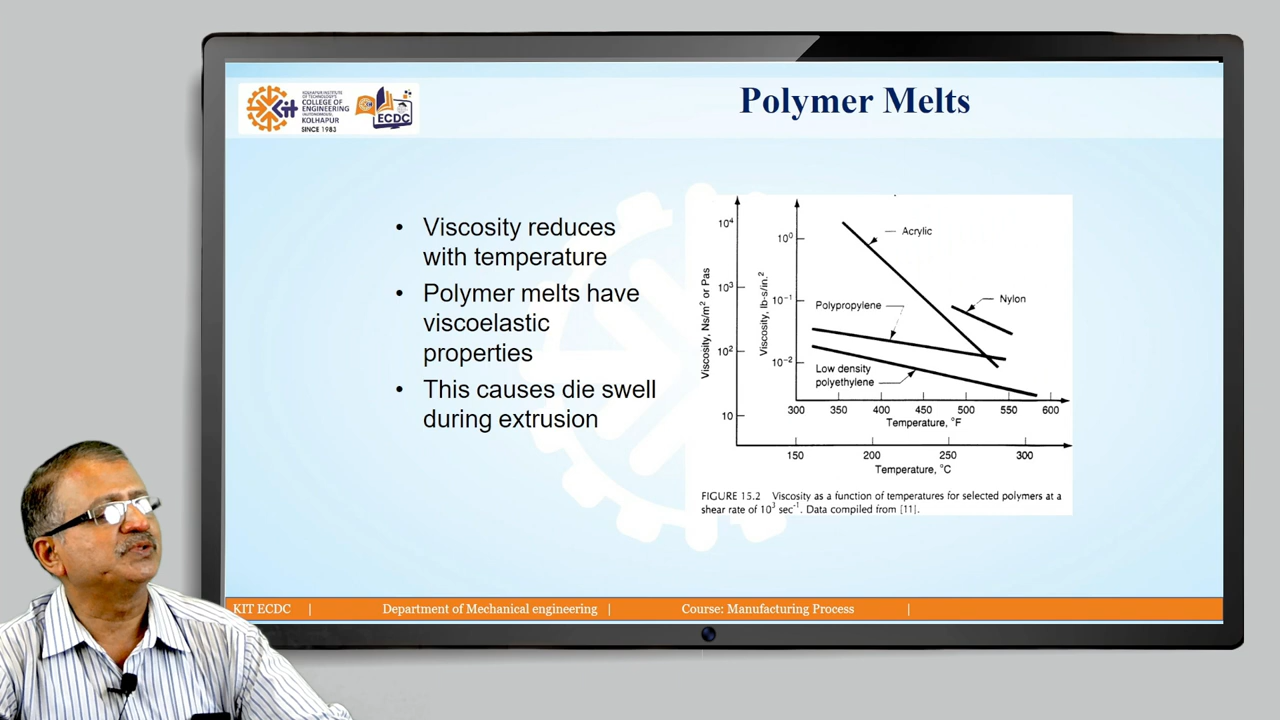 KOLHAPUR INSTITUTE
OF TECHNOLOGY'S
COLLEGE OF
ENGINEERING
(AUTONOMOUS),
KOLHAPUR
SINCE 1983
KIT
ECDC
Polymer Melts
• Viscosity reduces
with temperature
• Polymer melts have
viscoelastic
properties
• This causes die swell
during extrusion
Viscosity, Ns/m² or Pas
10⁴
10³
10²
10
Viscosity, lb-s/in.²
10⁰
10⁻¹
10⁻²
Acrylic
Nylon
Polypropylene
Low density
polyethylene
300 350 400 450 500 550 600
Temperature, °F
150 200 250 300
Temperature, °C
FIGURE 15.2 Viscosity as a function of temperatures for selected polymers at a
shear rate of 10³ sec⁻¹. Data compiled from [11].
KIT ECDC | Department of Mechanical engineering | Course: Manufacturing Process |